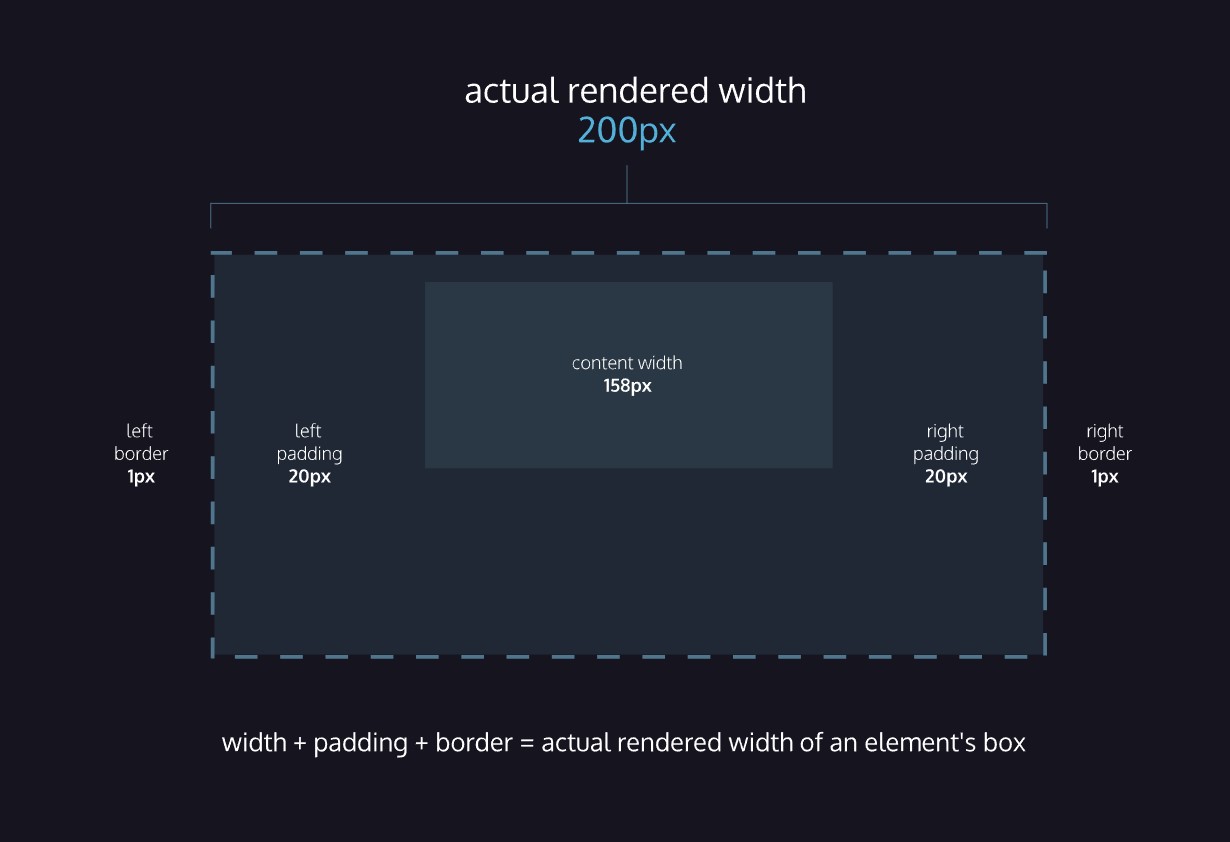 actual rendered width
200px
content width
158px
left
border
1px
left
padding
20px
right
padding
20px
right
border
1px
width + padding + border = actual rendered width of an element's box